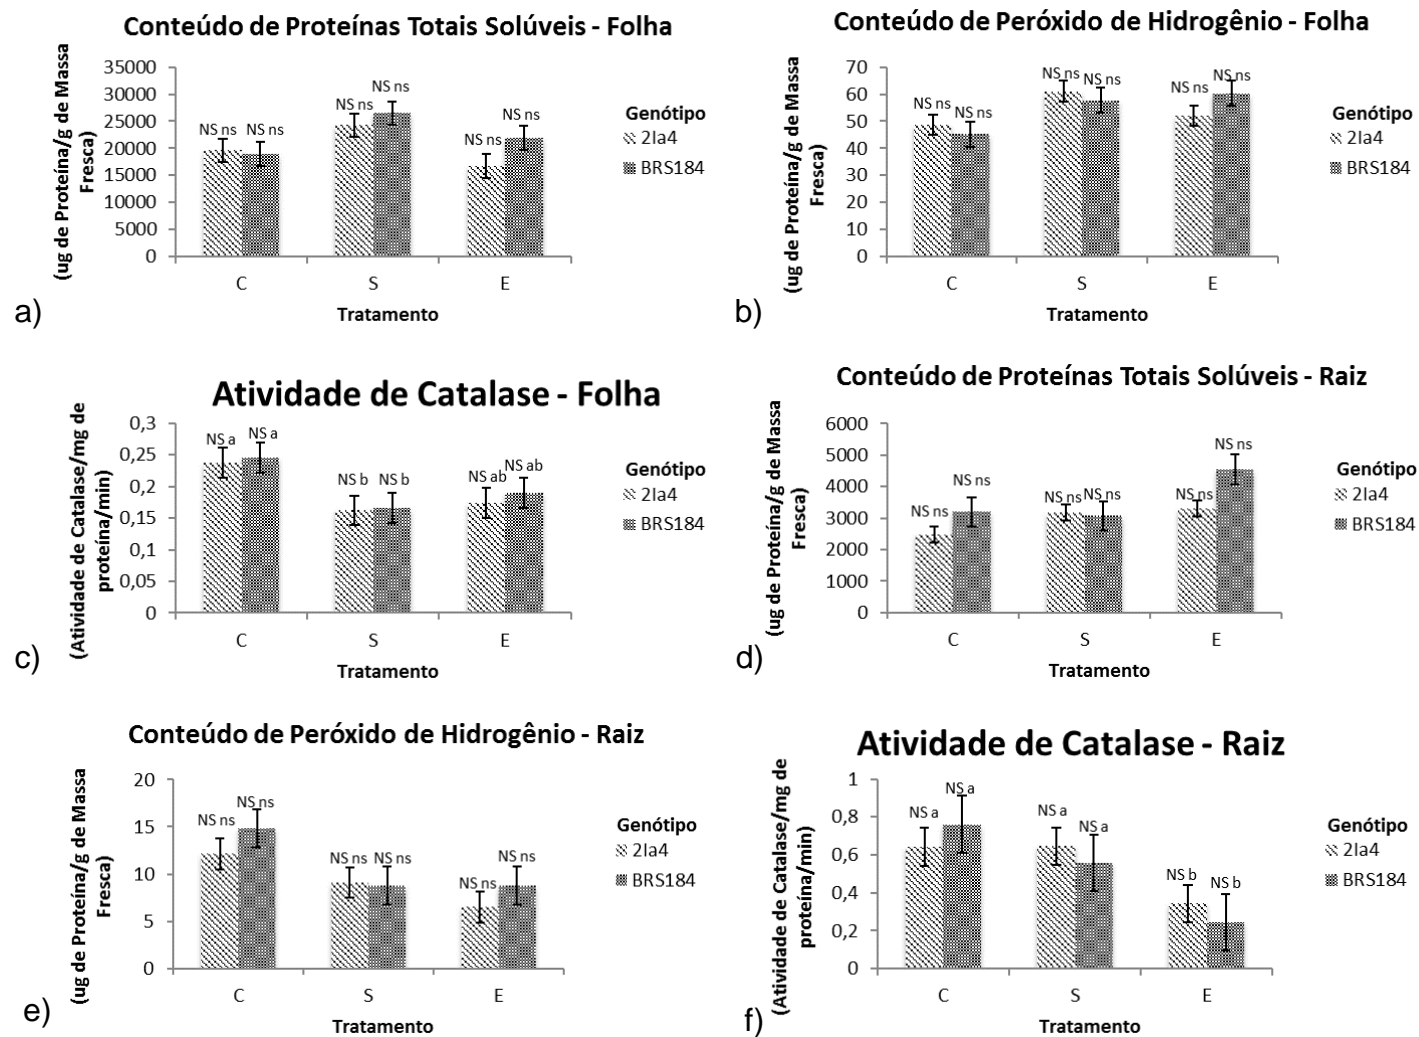 Conteúdo de Proteínas Totais Solúveis - Folha
(ug de Proteína/g de Massa
Fresca)
35000
30000
25000
20000
15000
10000
5000
0
NS ns
NS ns
NS ns
NS ns
NS ns
NS ns
C
S
E
Tratamento
Genótipo
2Ia4
BRS184
a)
Conteúdo de Peróxido de Hidrogênio - Folha
(ug de Proteína/g de Massa
Fresca)
70
60
50
40
30
20
10
0
NS ns
NS ns
NS ns
NS ns
NS ns
NS ns
C
S
E
Tratamento
Genótipo
2Ia4
BRS184
b)
Atividade de Catalase - Folha
(Atividade de Catalase/mg de
proteína/min)
0,3
0,25
0,2
0,15
0,1
0,05
0
NS a
NS a
NS b
NS b
NS ab
NS ab
C
S
E
Tratamento
Genótipo
2Ia4
BRS184
c)
Conteúdo de Proteínas Totais Solúveis - Raiz
(ug de Proteína/g de Massa
Fresca)
6000
5000
4000
3000
2000
1000
0
NS ns
NS ns
NS ns
NS ns
NS ns
NS ns
C
S
E
Tratamento
Genótipo
2Ia4
BRS184
d)
Conteúdo de Peróxido de Hidrogênio - Raiz
(ug de Proteína/g de Massa
Fresca)
20
15
10
5
0
NS ns
NS ns
NS ns
NS ns
NS ns
NS ns
C
S
E
Tratamento
Genótipo
2Ia4
BRS184
e)
Atividade de Catalase - Raiz
(Atividade de Catalase/mg de
proteína/min)
1
0,8
0,6
0,4
0,2
0
NS a
NS a
NS a
NS a
NS b
NS b
C
S
E
Tratamento
Genótipo
2Ia4
BRS184
f)